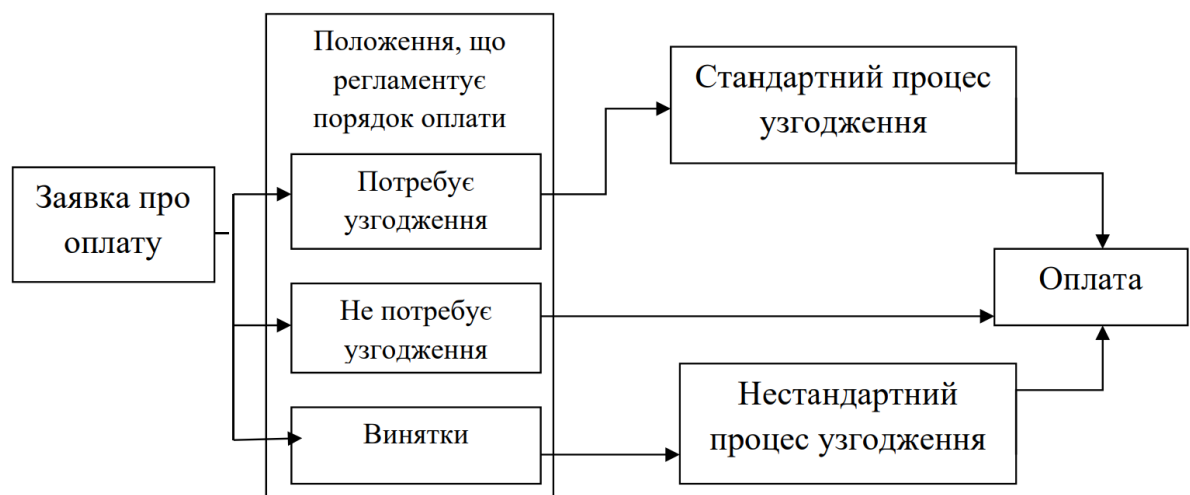 Положення, що
регламентує
порядок оплати
Стандартний процес
узгодження
Заявка про
оплату
Потребує
узгодження
Оплата
Не потребує
узгодження
Нестандартний
процес узгодження
Винятки